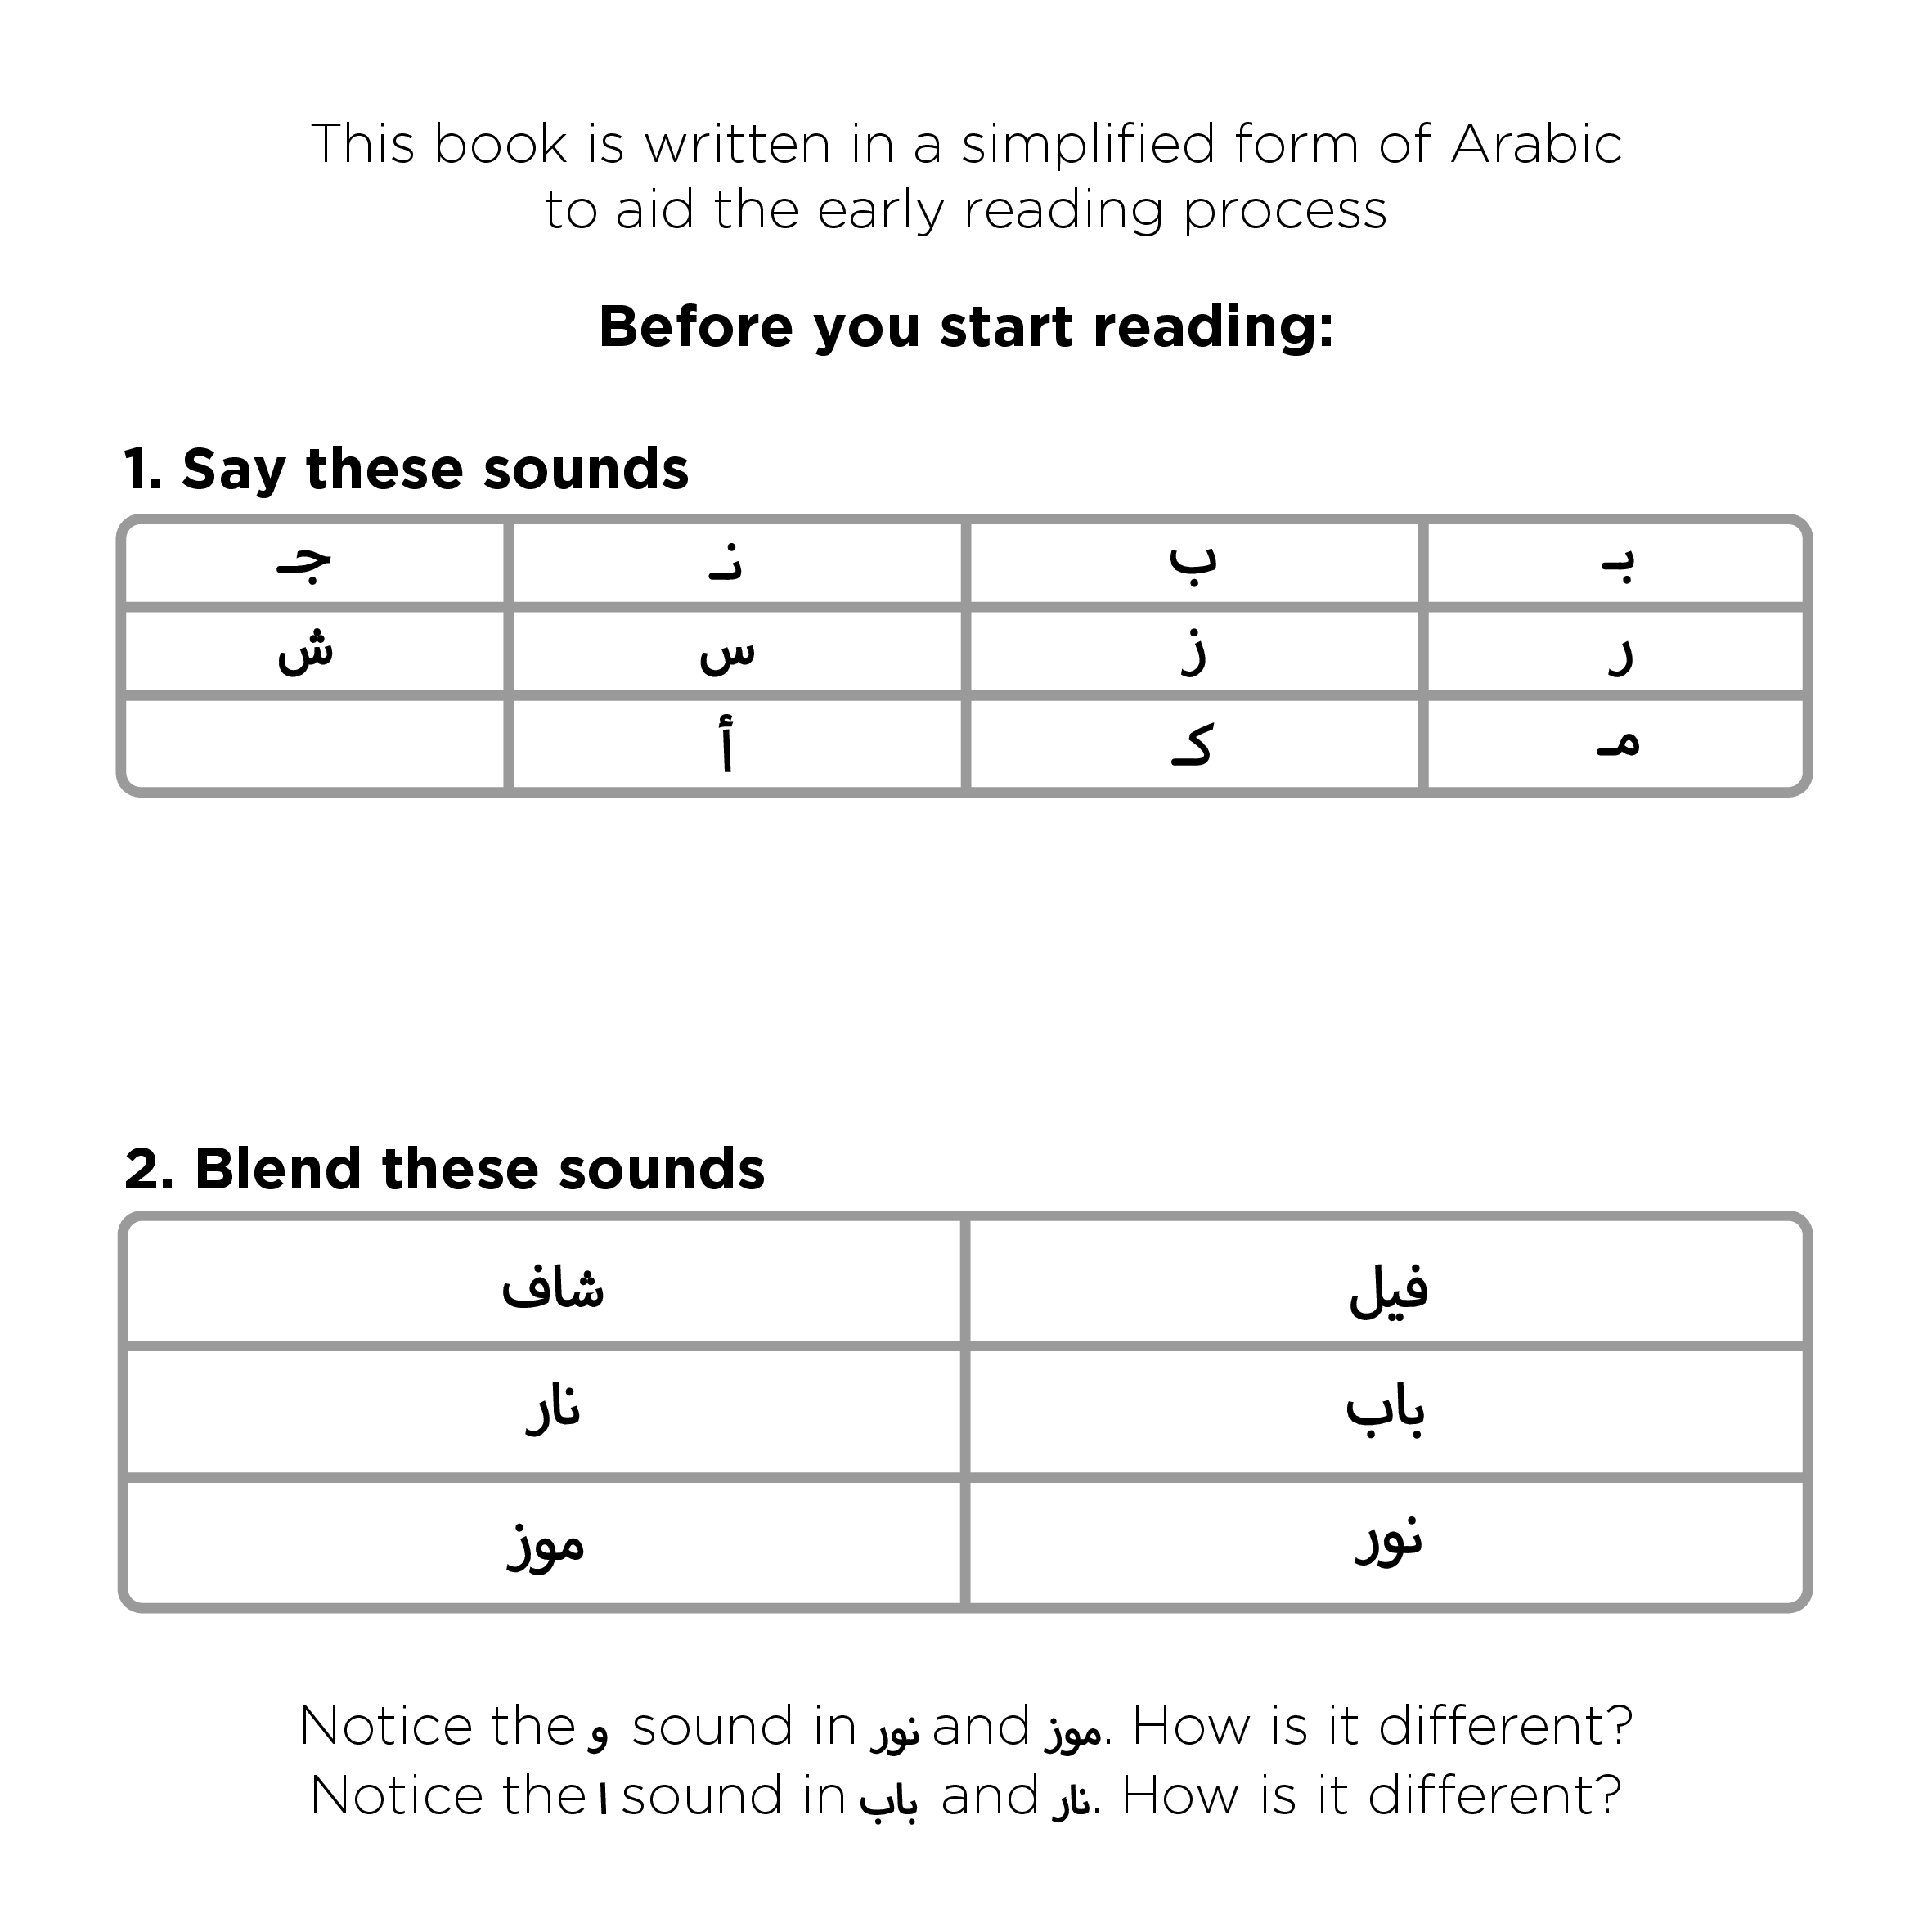 This book is written in a simplified form of Arabic
to aid the early reading process
Before you start reading:
1. Say these sounds
بـ ب نـ جـ
ر ز س ش
مـ كـ أ
2. Blend these sounds
فيل شاف
باب نار
نور موز
Notice the و sound in نور and موز. How is it different?
Notice the ا sound in باب and نار. How is it different?